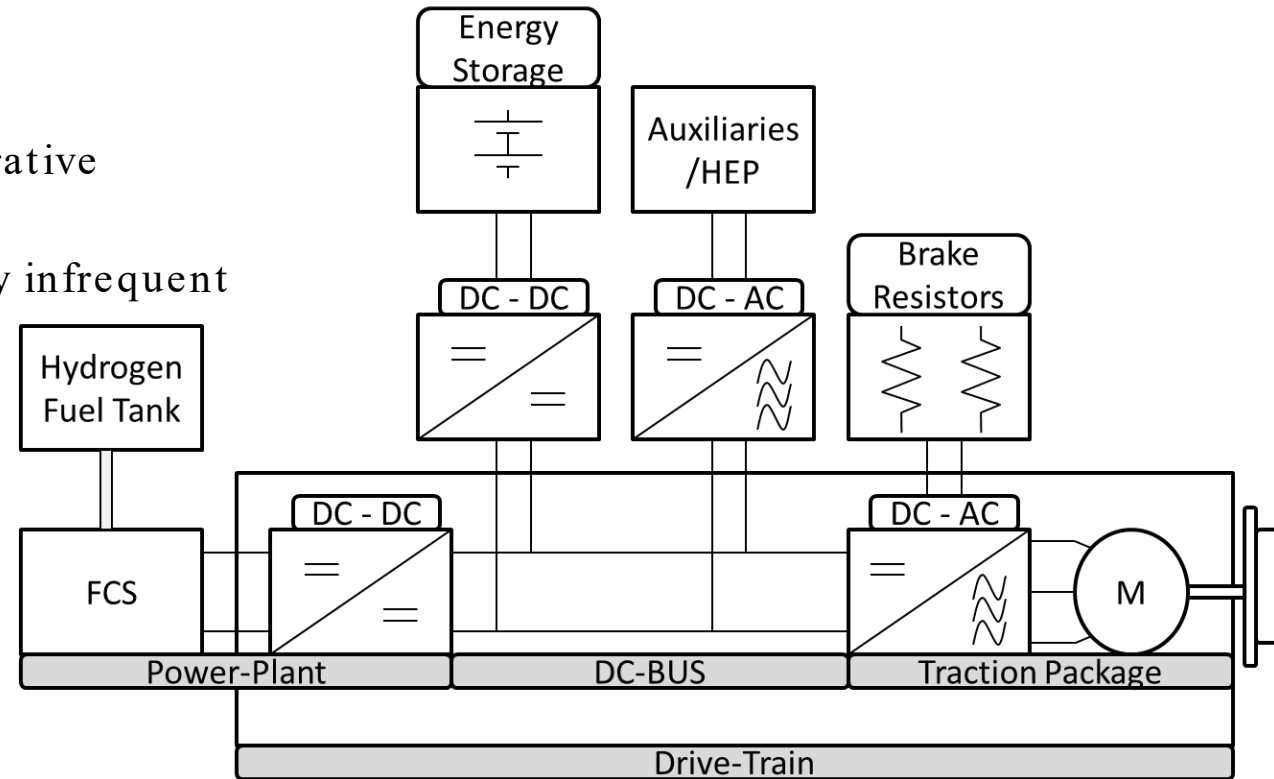 Energy
Storage
Auxiliaries
/HEP
Brake
Resistors
DC - DC
DC - AC
infrequent
Hydrogen
Fuel Tank
DC - DC
DC - AC
FCS
M
Power-Plant
DC-BUS
Traction Package
Drive-Train